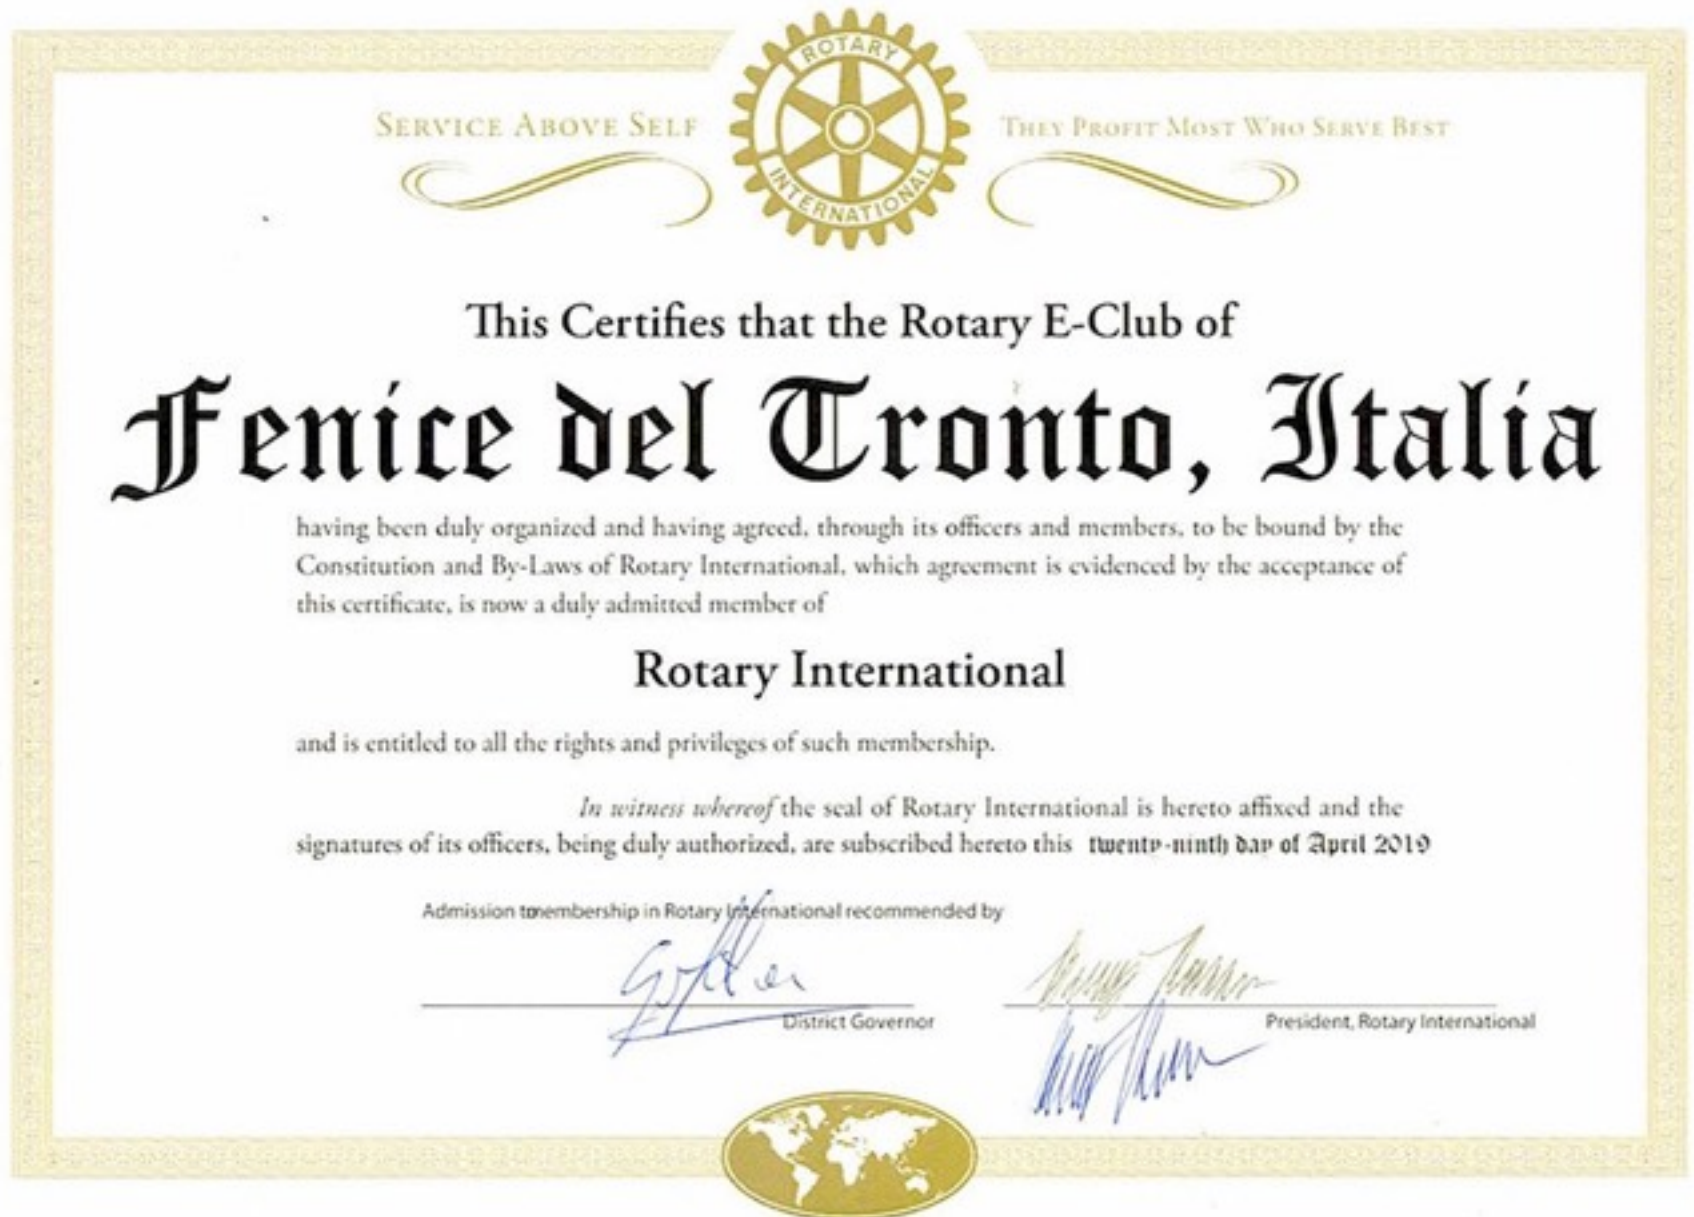 ROTARY
INTERNATIONAL
SERVICE ABOVE SELF
THEY PROFIT MOST WHO SERVE BEST
This Certifies that the Rotary E-Club of
Fenice del Tronto, Italia
having been duly organized and having agreed, through its officers and members, to be bound by the
Constitution and By-Laws of Rotary International, which agreement is evidenced by the acceptance of
this certificate, is now a duly admitted member of
Rotary International
and is entitled to all the rights and privileges of such membership.
In witness whereof the seal of Rotary International is hereto affixed and the
signatures of its officers, being duly authorized, are subscribed hereto this twenty-ninth day of April 2019
Admission to membership in Rotary International recommended by
District Governor
President, Rotary International